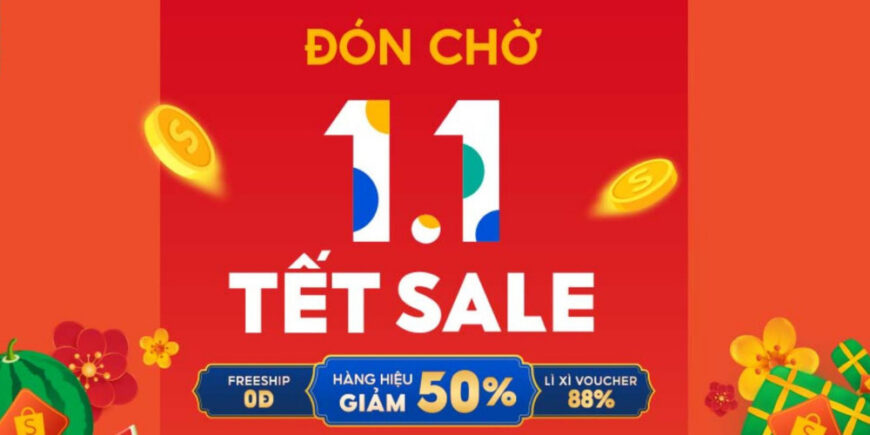 ĐÓN CHỜ
1.1
TẾT SALE
FREESHIP
0Đ
HÀNG HIỆU
GIẢM 50%
LÌ XÌ VOUCHER
88%
S
S
S
S